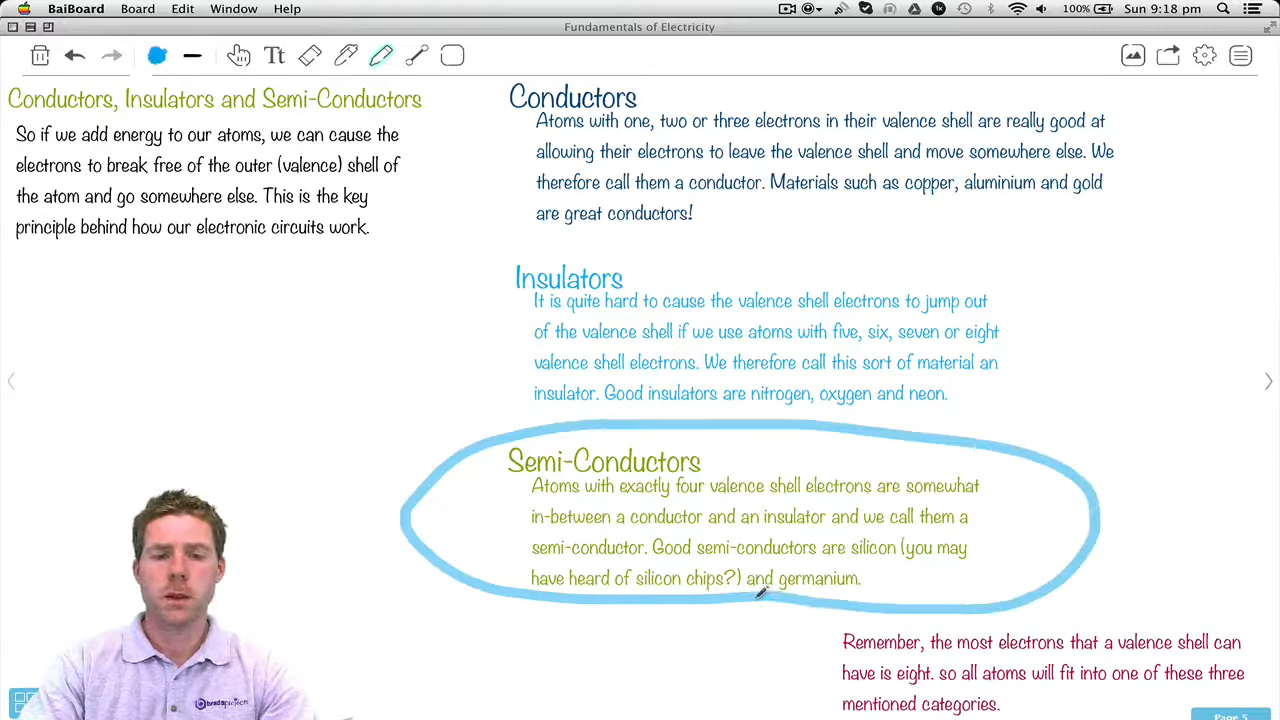 BaiBoard Board Edit Window Help
100% Sun 9:18 pm
Fundamentals of Electricity
Tt
Conductors, Insulators and Semi-Conductors
So if we add energy to our atoms, we can cause the
electrons to break free of the outer (valence) shell of
the atom and go somewhere else. This is the key
principle behind how our electronic circuits work.
Conductors
Atoms with one, two or three electrons in their valence shell are really good at
allowing their electrons to leave the valence shell and move somewhere else. We
therefore call them a conductor. Materials such as copper, aluminium and gold
are great conductors!
Insulators
It is quite hard to cause the valence shell electrons to jump out
of the valence shell if we use atoms with five, six, seven or eight
valence shell electrons. We therefore call this sort of material an
insulator. Good insulators are nitrogen, oxygen and neon.
Semi-Conductors
Atoms with exactly four valence shell electrons are somewhat
in-between a conductor and an insulator and we call them a
semi-conductor. Good semi-conductors are silicon (you may
have heard of silicon chips?) and germanium.
Remember, the most electrons that a valence shell can
have is eight. so all atoms will fit into one of these three
mentioned categories.
Page 5